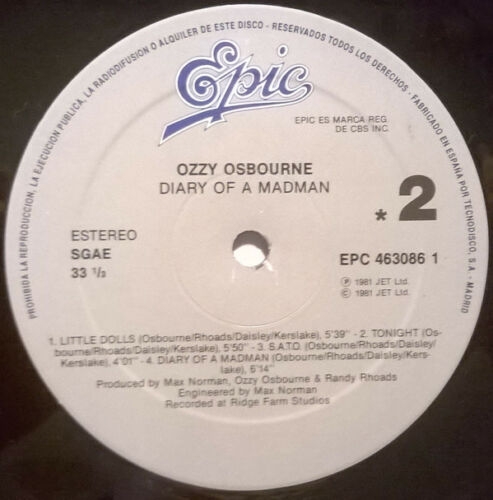 PROHIBIDA LA REPRODUCCION, LA EJECUCION PUBLICA, LA RADIODIFUSION O ALQUILER DE ESTE DISCO - RESERVADOS TODOS LOS DERECHOS - FABRICADO EN ESPAÑA POR TECNODISCO, S.A. - MADRID
Epic
EPIC ES MARCA REG.
DE CBS INC.
OZZY OSBOURNE
DIARY OF A MADMAN
* 2
ESTEREO
SGAE
33 1/3
EPC 463086 1
℗ 1981 JET Ltd.
© 1981 JET Ltd.
1. LITTLE DOLLS (Osbourne/Rhoads/Daisley/Kerslake), 5'39" - 2. TONIGHT (Os-
bourne/Rhoads/Daisley/Kerslake), 5'50" - 3. S.A.T.O. (Osbourne/Rhoads/Daisley/
Kerslake), 4'01" - 4. DIARY OF A MADMAN (Osbourne/Rhoads/Daisley/Kers-
lake), 6'14"
Produced by Max Norman, Ozzy Osbourne & Randy Rhoads
Engineered by Max Norman
Recorded at Ridge Farm Studios